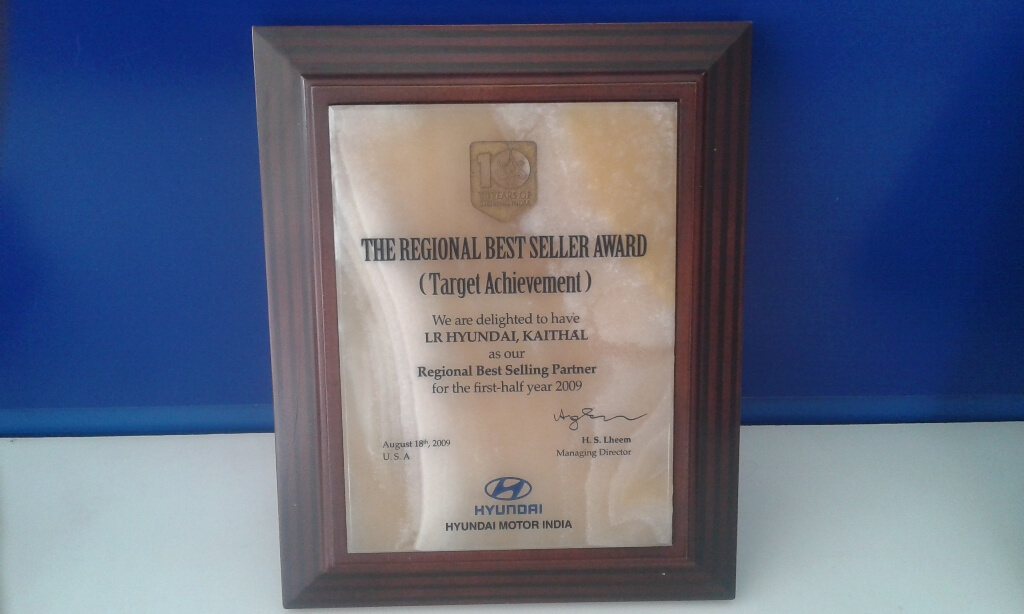 10
YEARS OF
THE REGIONAL BEST SELLER AWARD
(Target Achievement)
We are delighted to have
LR HYUNDAI, KAITHAL
as our
Regional Best Selling Partner
for the first-half year 2009
August 18th, 2009
U. S. A
H. S. Lheem
Managing Director
HYUNDAI
HYUNDAI MOTOR INDIA